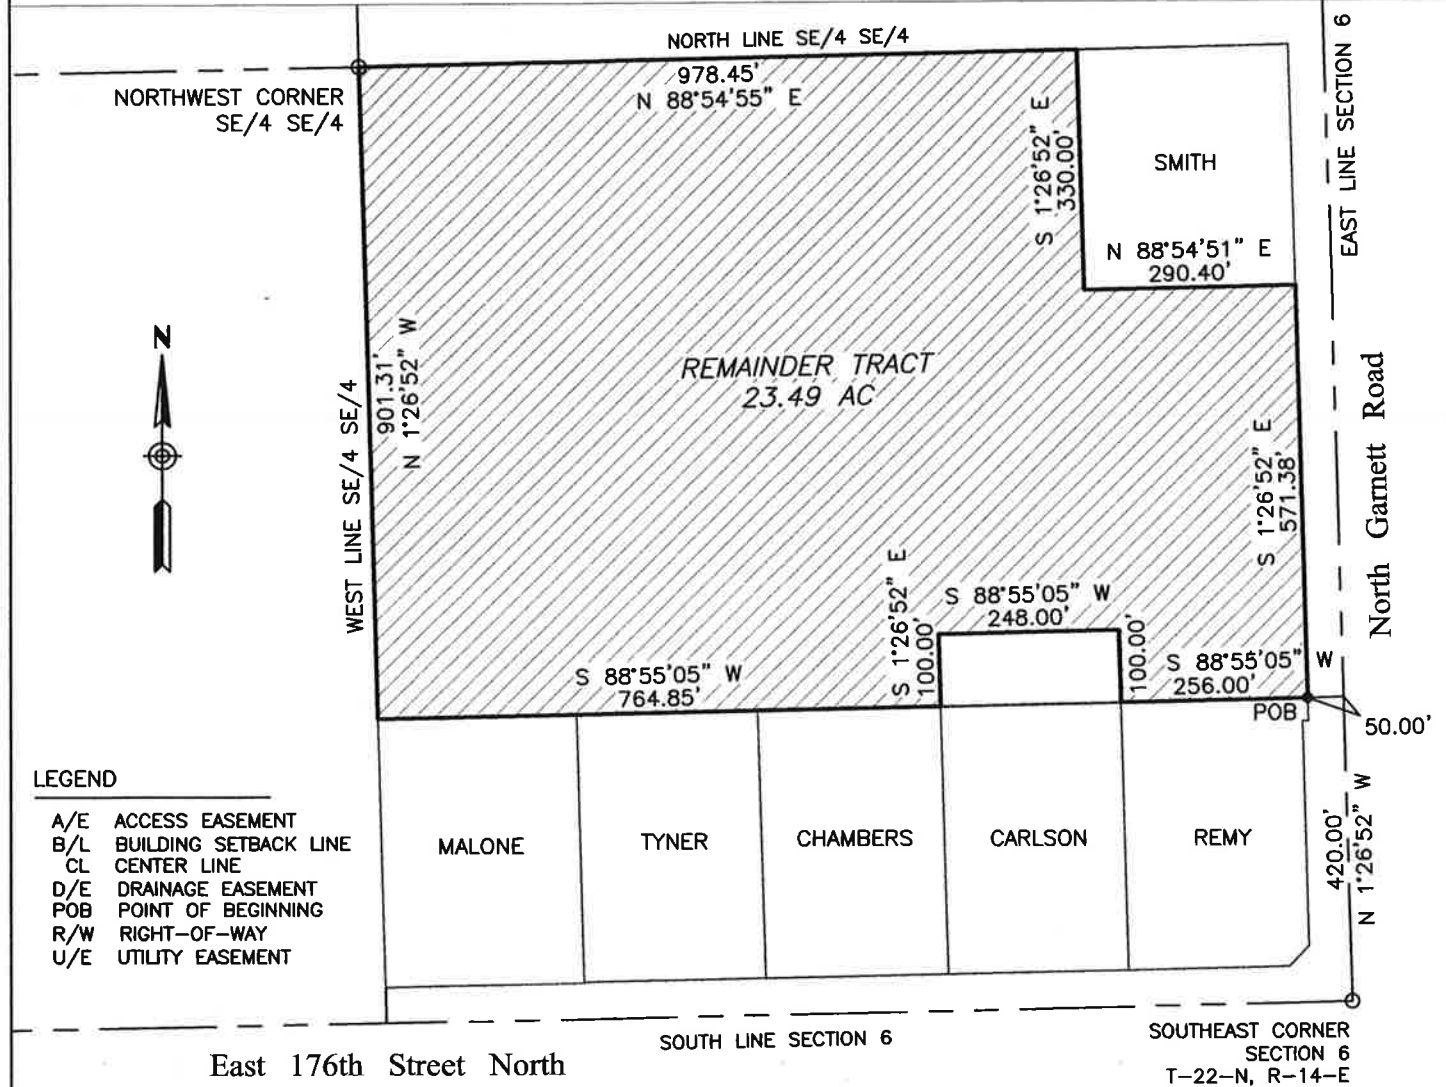 NORTH LINE SE/4 SE/4
978.45'
N 88°54'55" E
NORTHWEST CORNER
SE/4 SE/4
S 1°26'52" E
330.00'
SMITH
N 88°54'51" E
290.40'
EAST LINE SECTION 6
N
WEST LINE SE/4 SE/4
901.31'
N 1°26'52" W
REMAINDER TRACT
23.49 AC
S 1°26'52" E
571.38'
North Garnett Road
S 1°26'52" E
100.00'
S 88°55'05" W
248.00'
100.00'
S 88°55'05" W
256.00'
S 88°55'05" W
764.85'
POB
50.00'
LEGEND
A/E ACCESS EASEMENT
B/L BUILDING SETBACK LINE
CL CENTER LINE
D/E DRAINAGE EASEMENT
POB POINT OF BEGINNING
R/W RIGHT-OF-WAY
U/E UTILITY EASEMENT
MALONE
TYNER
CHAMBERS
CARLSON
REMY
420.00'
N 1°26'52" W
SOUTH LINE SECTION 6
East 176th Street North
SOUTHEAST CORNER
SECTION 6
T-22-N, R-14-E